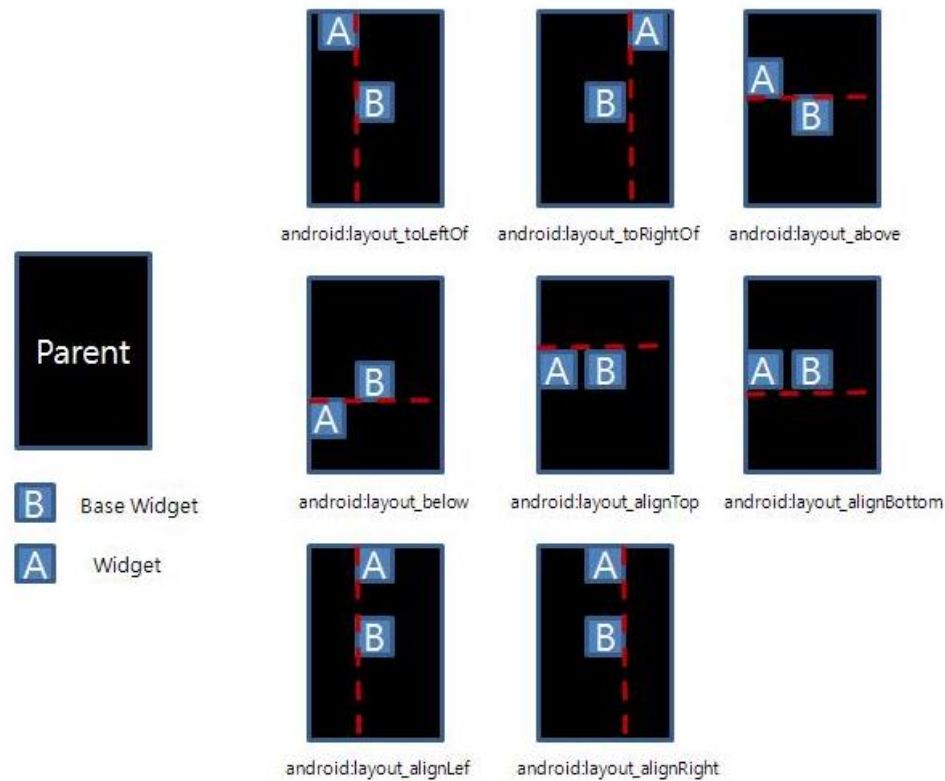 A
B
android:layout_toLeftOf
A
B
android:layout_toRightOf
A
B
android:layout_above
Parent
B Base Widget
A Widget
B
A
android:layout_below
A B
android:layout_alignTop
A B
android:layout_alignBottom
A
B
android:layout_alignLef
A
B
android:layout_alignRight